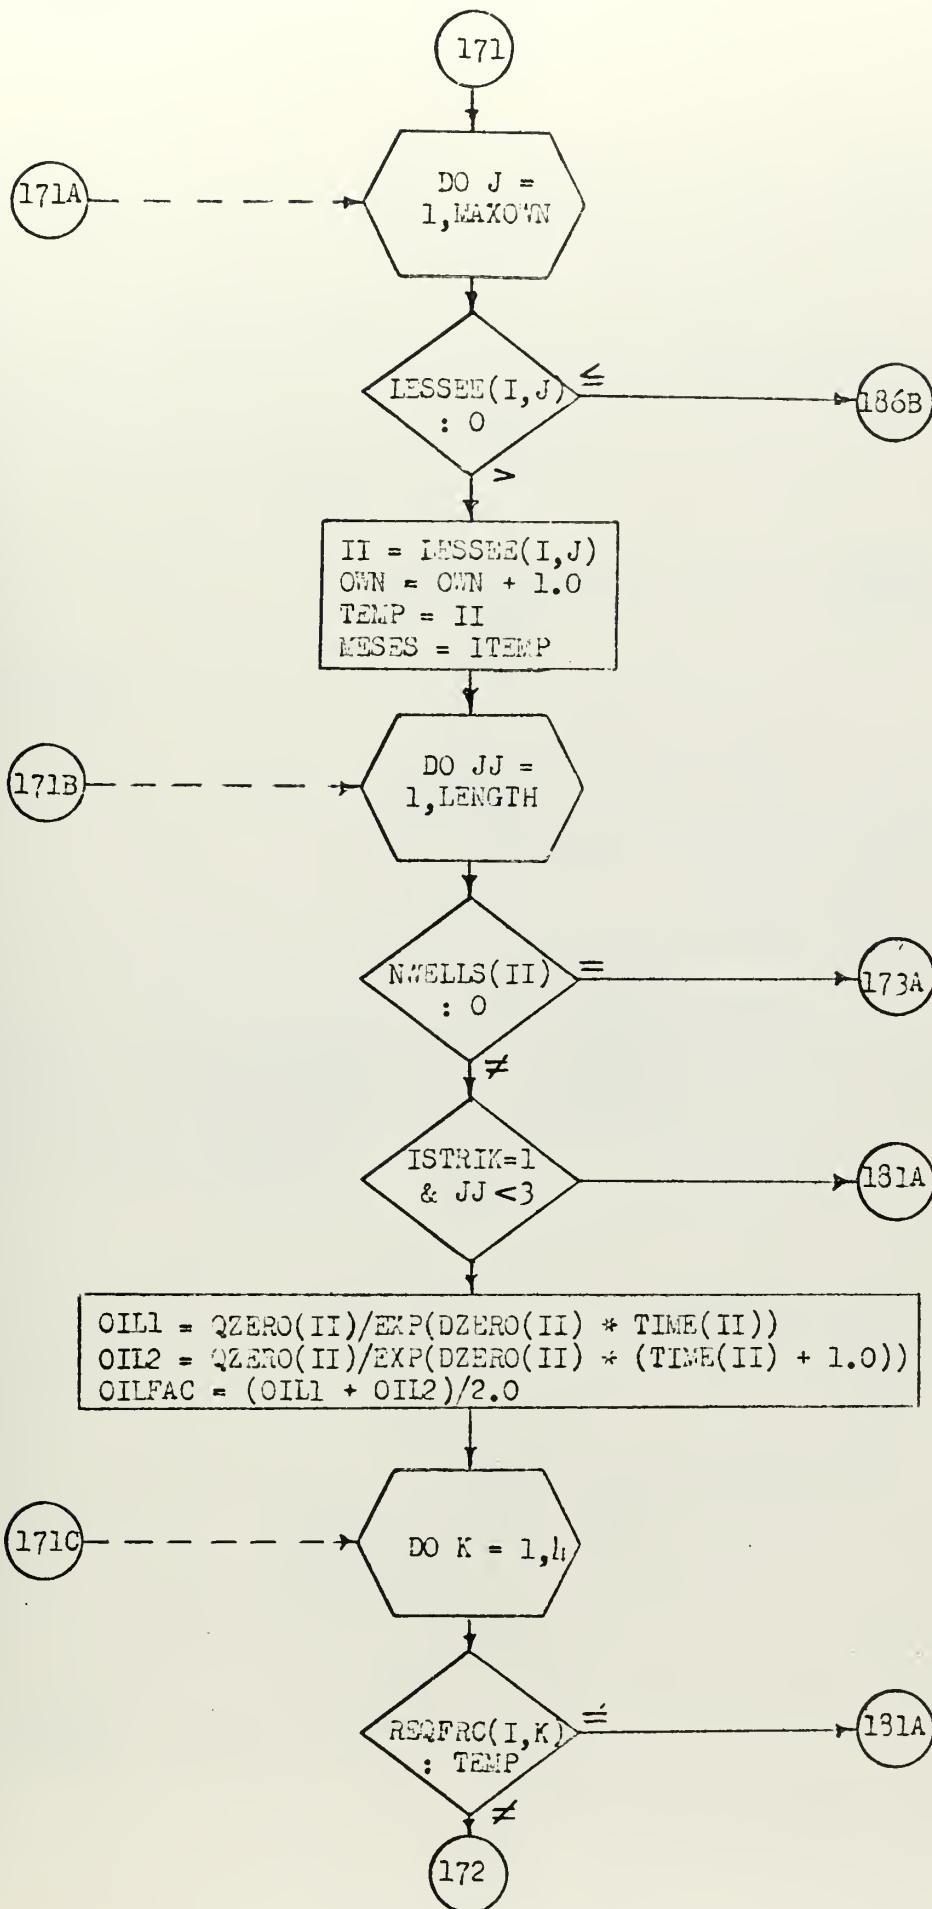 171
171A
DO J =
1,MAXOWN
LESSEE(I,J)
: 0
≤
186B
>
II = LESSEE(I,J)
OWN = OWN + 1.0
TEMP = II
MESES = ITEMP
171B
DO JJ =
1,LENGTH
NWELLS(II)
: 0
=
173A
≠
ISTRIK=1
& JJ <3
181A
OIL1 = QZERO(II)/EXP(DZERO(II) * TIME(II))
OIL2 = QZERO(II)/EXP(DZERO(II) * (TIME(II) + 1.0))
OILFAC = (OIL1 + OIL2)/2.0
171C
DO K = 1,4
REQFRC(I,K)
: TEMP
=
181A
≠
172